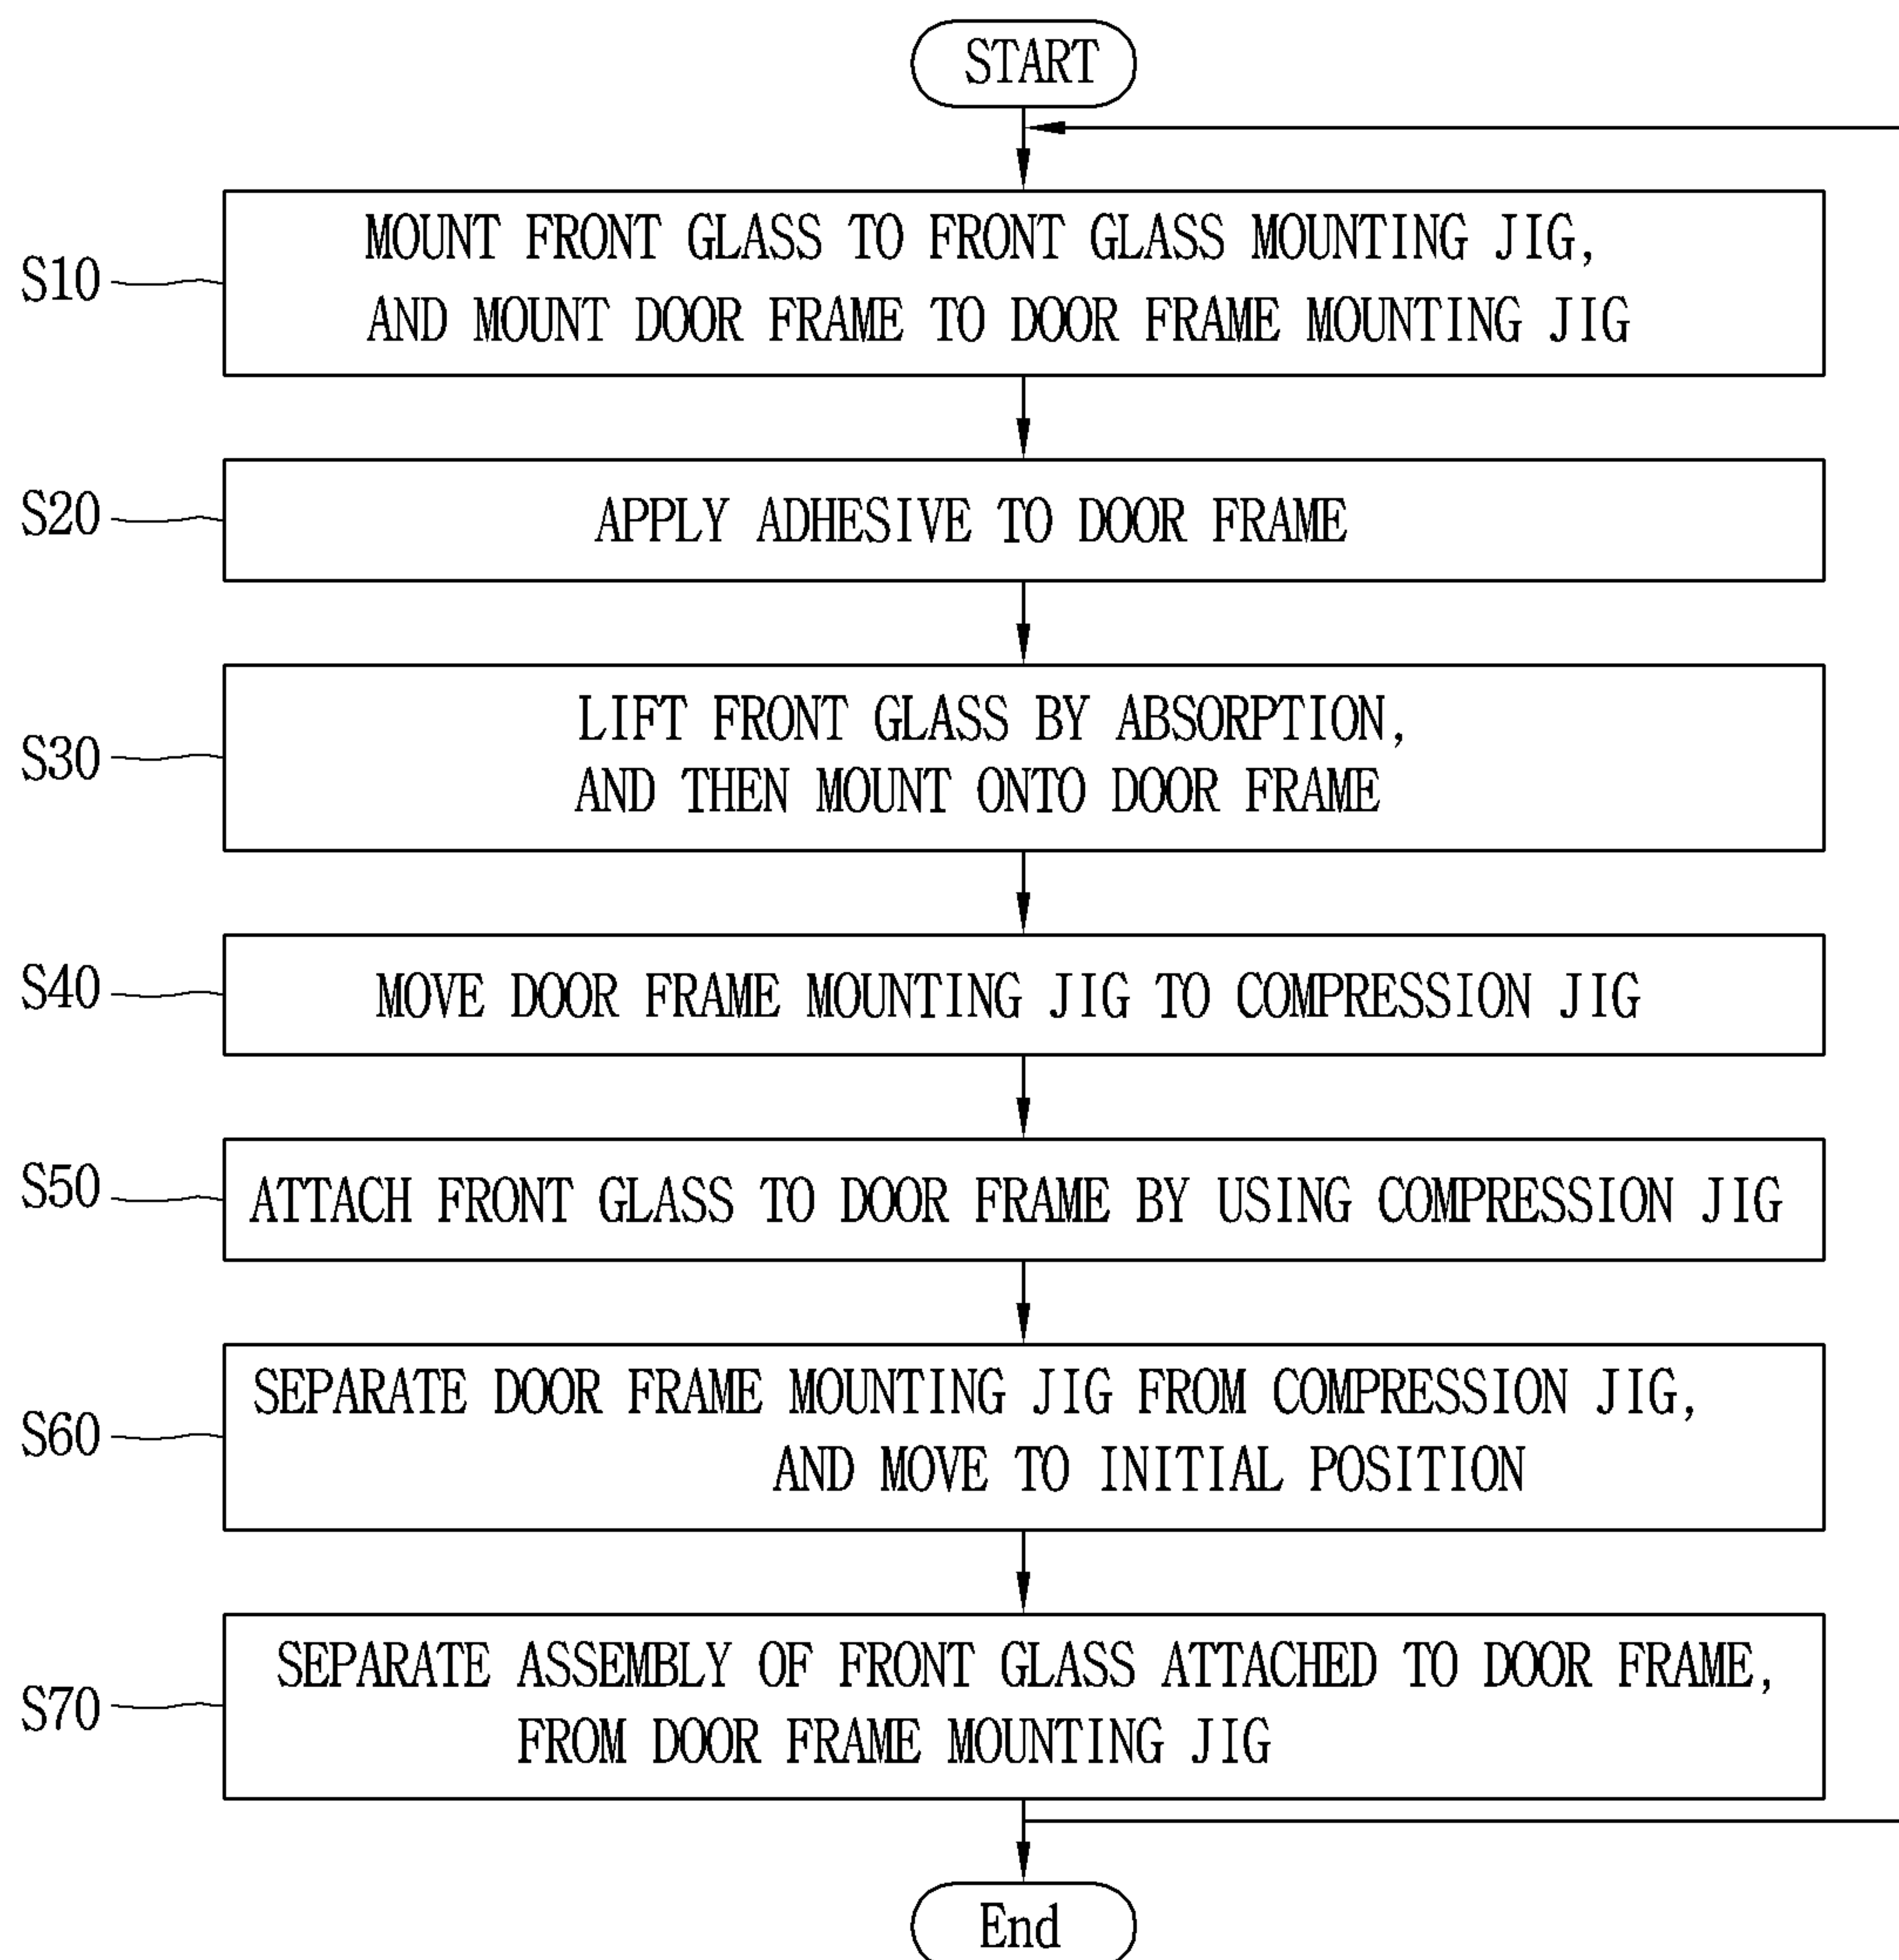 START
S10
MOUNT FRONT GLASS TO FRONT GLASS MOUNTING JIG,
AND MOUNT DOOR FRAME TO DOOR FRAME MOUNTING JIG
S20
APPLY ADHESIVE TO DOOR FRAME
S30
LIFT FRONT GLASS BY ABSORPTION,
AND THEN MOUNT ONTO DOOR FRAME
S40
MOVE DOOR FRAME MOUNTING JIG TO COMPRESSION JIG
S50
ATTACH FRONT GLASS TO DOOR FRAME BY USING COMPRESSION JIG
S60
SEPARATE DOOR FRAME MOUNTING JIG FROM COMPRESSION JIG,
AND MOVE TO INITIAL POSITION
S70
SEPARATE ASSEMBLY OF FRONT GLASS ATTACHED TO DOOR FRAME,
FROM DOOR FRAME MOUNTING JIG
End